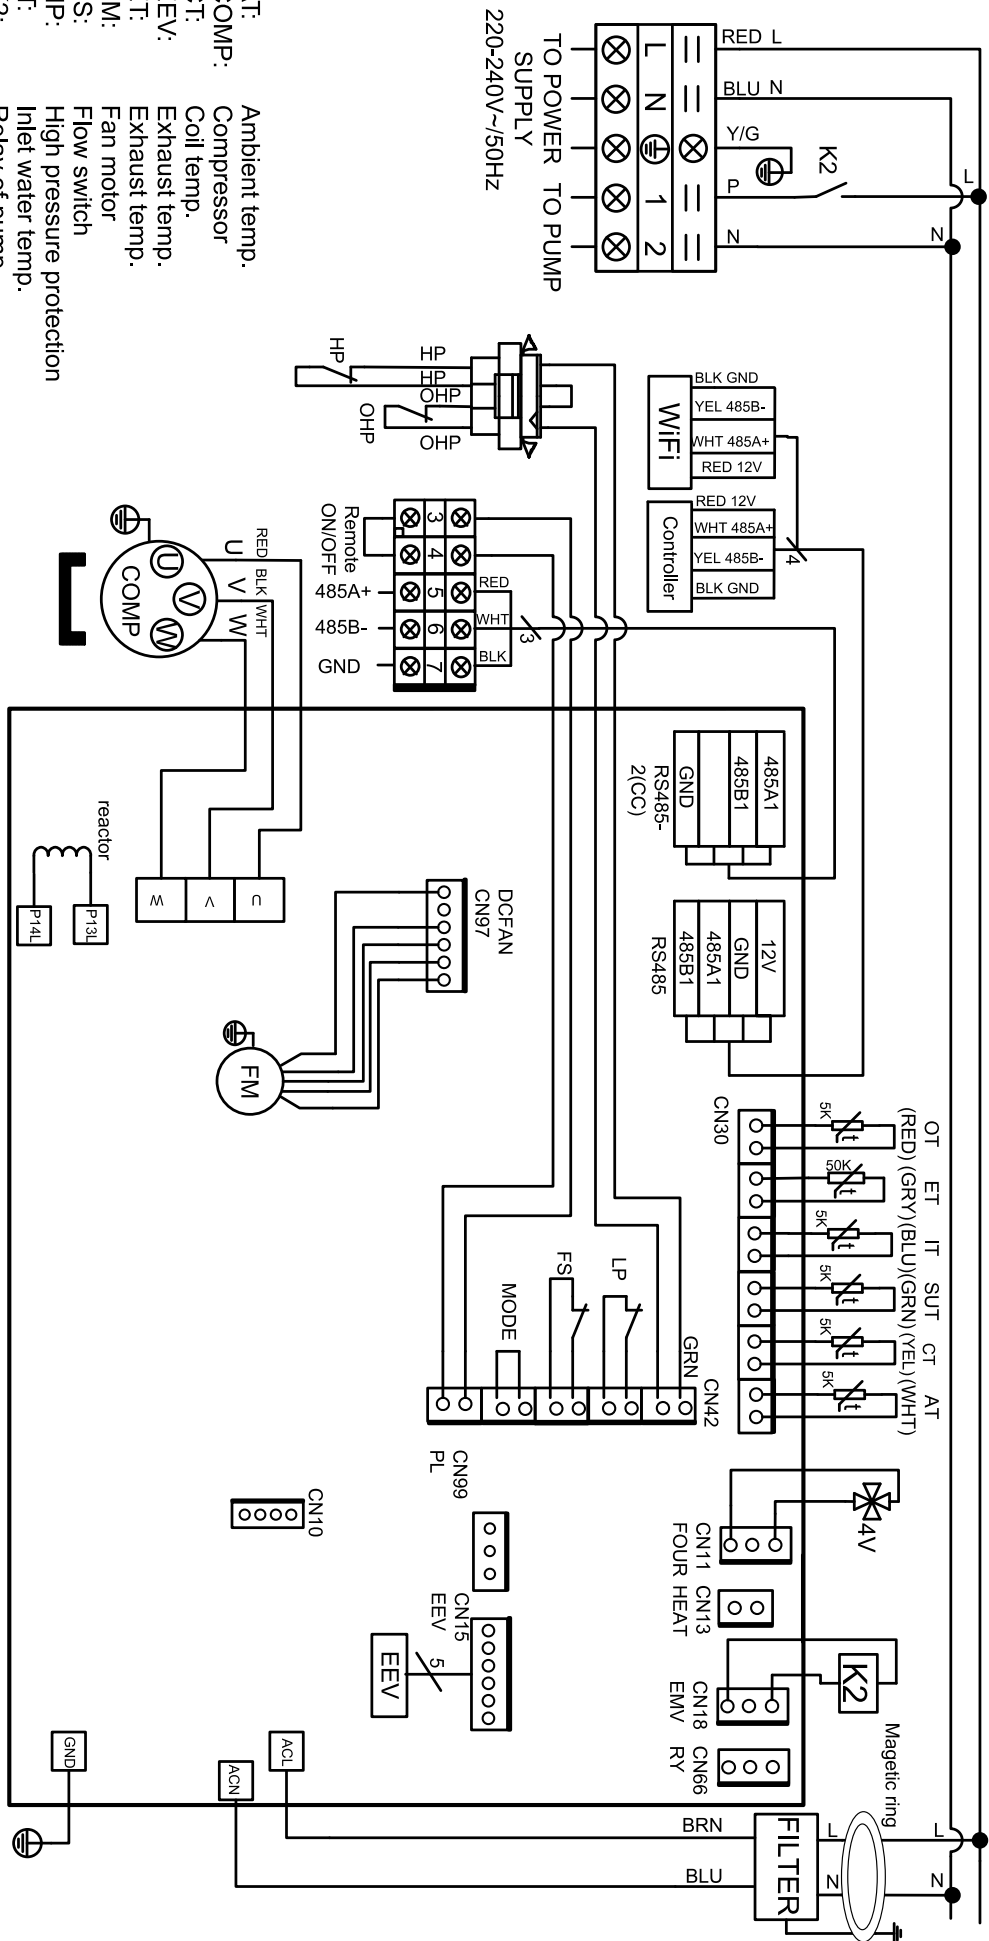 RED L
BLU N
Y/G
P
N
K2
L
N
L
N
1
2
TO POWER
SUPPLY
220-240V~/50Hz
TO PUMP
COMP:
HP
HP
HP
OHP
OHP
OHP
BLK GND
YEL 485B-
WHT 485A+
RED 12V
WiFi
RED 12V
WHT 485A+
YEL 485B-
BLK GND
Controller
4
Ambient temp.
Compressor
Coil temp.
Exhaust temp.
Exhaust temp.
Fan motor
Flow switch
High pressure protection
Inlet water temp.
Remote
ON/OFF
485A+
485B-
GND
3
4
5
6
7
RED
WHT
BLK
3
RED
BLK
WHT
U
V
W
U
V
W
COMP
485A1
485B1
GND
RS485-
2(CC)
12V
GND
485A1
485B1
RS485
reactor
P14L
P13L
W
V
U
DCFAN
CN97
FM
OT
(RED)
ET
(GRY)
IT
(BLU)
SUT
(GRN)
CT
(YEL)
AT
(WHT)
5K
50K
5K
5K
5K
5K
t
t
t
t
t
t
CN30
MODE
FS
LP
GRN
CN42
CN99
PL
CN10
4V
CN11
FOUR
CN13
HEAT
K2
CN18
EMV
CN66
RY
CN15
EEV
5
EEV
GND
ACN
ACL
BRN
BLU
FILTER
L
N
L
N
Magetic ring